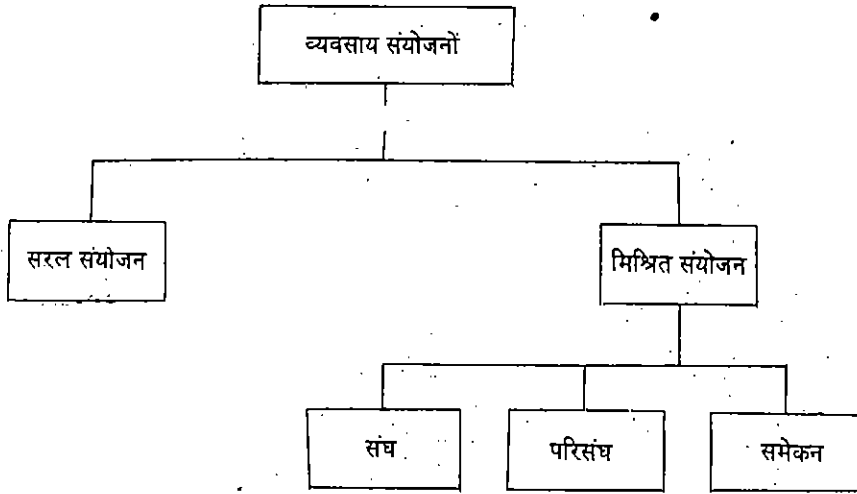 व्यवसाय संयोजनों
सरल संयोजन
मिश्रित संयोजन
संघ
परिसंघ
समेकन